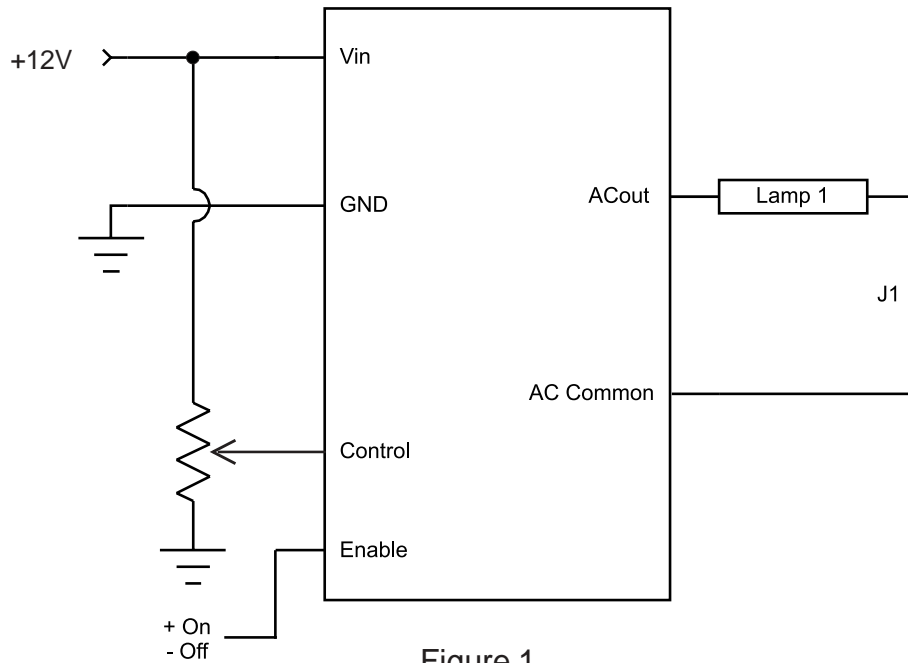 +12V
Vin
GND
ACout
Lamp 1
J1
AC Common
Control
Enable
+ On
- Off
Figure 1